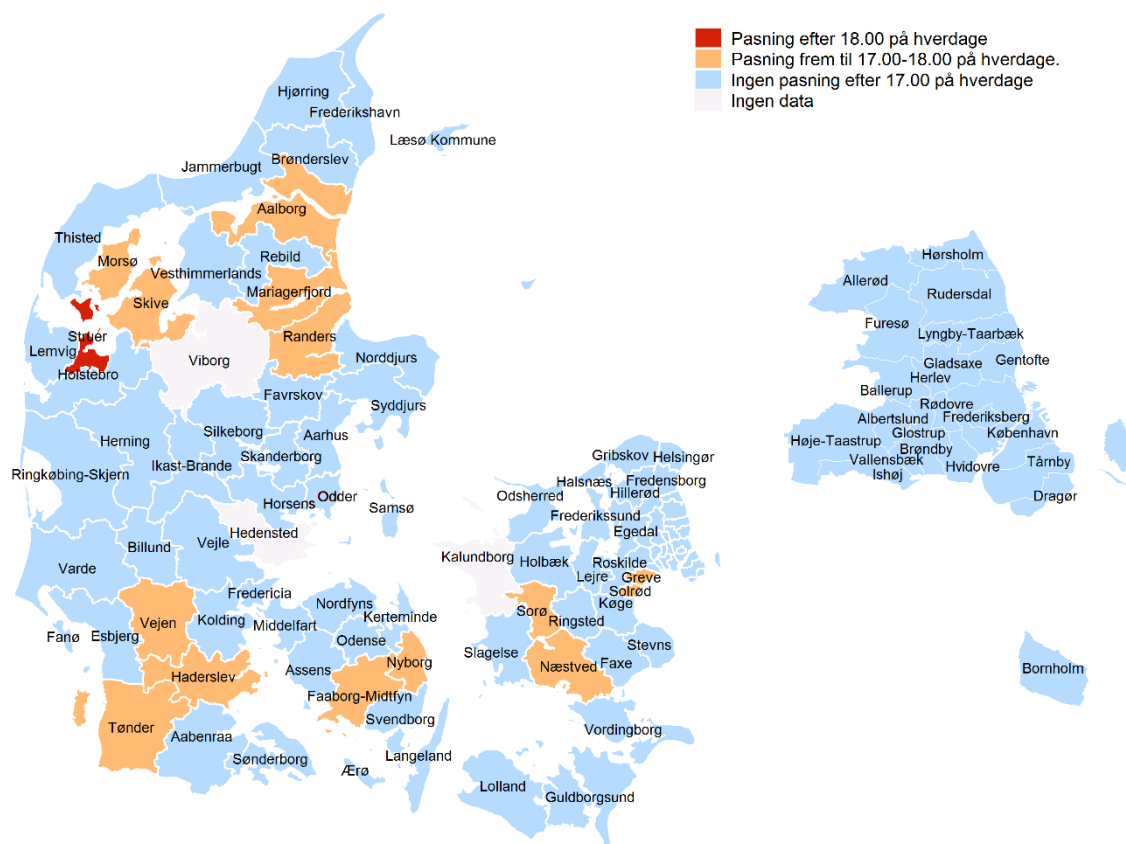 Pasning efter 18.00 på hverdage
Pasning frem til 17.00-18.00 på hverdage.
Ingen pasning efter 17.00 på hverdage
Ingen data
Hjørring
Frederikshavn
Læsø Kommune
Brønderslev
Jammerbugt
Aalborg
Thisted
Morsø
Rebild
Vesthimmerlands
Mariagerfjord
Skive
Struer
Randers
Lemvig
Viborg
Holstebro
Norddjurs
Favrskov
Syddjurs
Silkeborg
Aarhus
Herning
Skanderborg
Ikast-Brande
Ringkøbing-Skjern
Horsens
Odder
Samsø
Hedensted
Billund
Vejle
Varde
Fredericia
Vejen
Kolding
Fanø
Esbjerg
Middelfart
Nordfyns
Kerteminde
Odense
Nyborg
Assens
Haderslev
Faaborg-Midtfyn
Svendborg
Tønder
Aabenraa
Sønderborg
Ærø
Langeland
Gribskov
Helsingør
Halsnæs
Fredensborg
Hillerød
Odsherred
Frederikssund
Egedal
Kalundborg
Holbæk
Roskilde
Lejre
Greve
Solrød
Køge
Sorø
Ringsted
Stevns
Slagelse
Næstved
Faxe
Vordingborg
Lolland
Guldborgsund
Hørsholm
Allerød
Rudersdal
Furesø
Lyngby-Taarbæk
Gladsaxe
Gentofte
Herlev
Ballerup
Rødovre
Albertslund
Frederiksberg
Glostrup
København
Høje-Taastrup
Brøndby
Vallensbæk
Hvidovre
Tårnby
Ishøj
Dragør
Bornholm